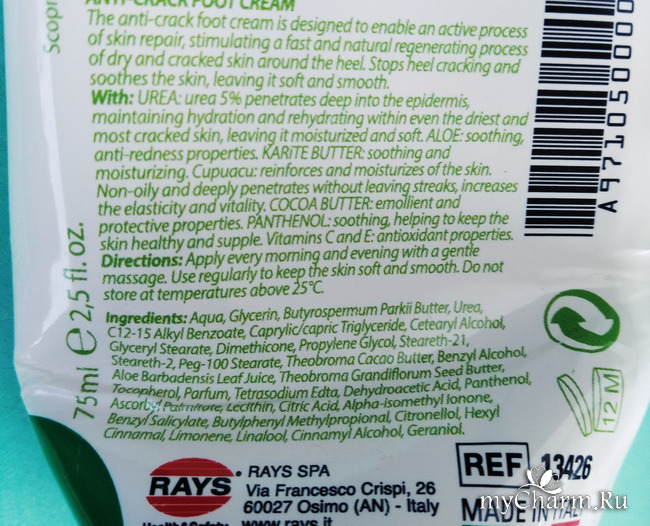 ANTI-CRACK FOOT CREAM
The anti-crack foot cream is designed to enable an active process
of skin repair, stimulating a fast and natural regenerating process
of dry and cracked skin around the heel. Stops heel cracking and
soothes the skin, leaving it soft and smooth.
With: UREA: urea 5% penetrates deep into the epidermis,
maintaining hydration and rehydrating within even the driest and
most cracked skin, leaving it moisturized and soft. ALOE: soothing,
anti-redness properties. KARITE BUTTER: soothing and
moisturizing. Cupuacu: reinforces and moisturizes of the skin.
Non-oily and deeply penetrates without leaving streaks, increases
the elasticity and vitality. COCOA BUTTER: emollient and
protective properties. PANTHENOL: soothing, helping to keep the
skin healthy and supple. Vitamins C and E: antioxidant properties.
Directions: Apply every morning and evening with a gentle
massage. Use regularly to keep the skin soft and smooth. Do not
store at temperatures above 25°C.
Ingredients: Aqua, Glycerin, Butyrospermum Parkii Butter, Urea,
C12-15 Alkyl Benzoate, Caprylic/capric Triglyceride, Cetearyl Alcohol,
Glyceryl Stearate, Dimethicone, Propylene Glycol, Steareth-21,
Steareth-2, Peg-100 Stearate, Theobroma Cacao Butter, Benzyl Alcohol,
Aloe Barbadensis Leaf Juice, Theobroma Grandiflorum Seed Butter,
Tocopherol, Parfum, Tetrasodium Edta, Dehydroacetic Acid, Panthenol,
Ascorbyl Palmitate, Lecithin, Citric Acid, Alpha-isomethyl Ionone,
Benzyl Salicylate, Butylphenyl Methylpropional, Citronellol, Hexyl
Cinnamal, Limonene, Linalool, Cinnamyl Alcohol, Geraniol.
75ml e 2,5 fl. oz.
Scopr
A971050000
12 M
RAYS
RAYS SPA
Via Francesco Crispi, 26
60027 Osimo (AN) - Italy
www.rays.it
Health&Safety
REF 13426
MADE IN ITALY
myCharm.Ru